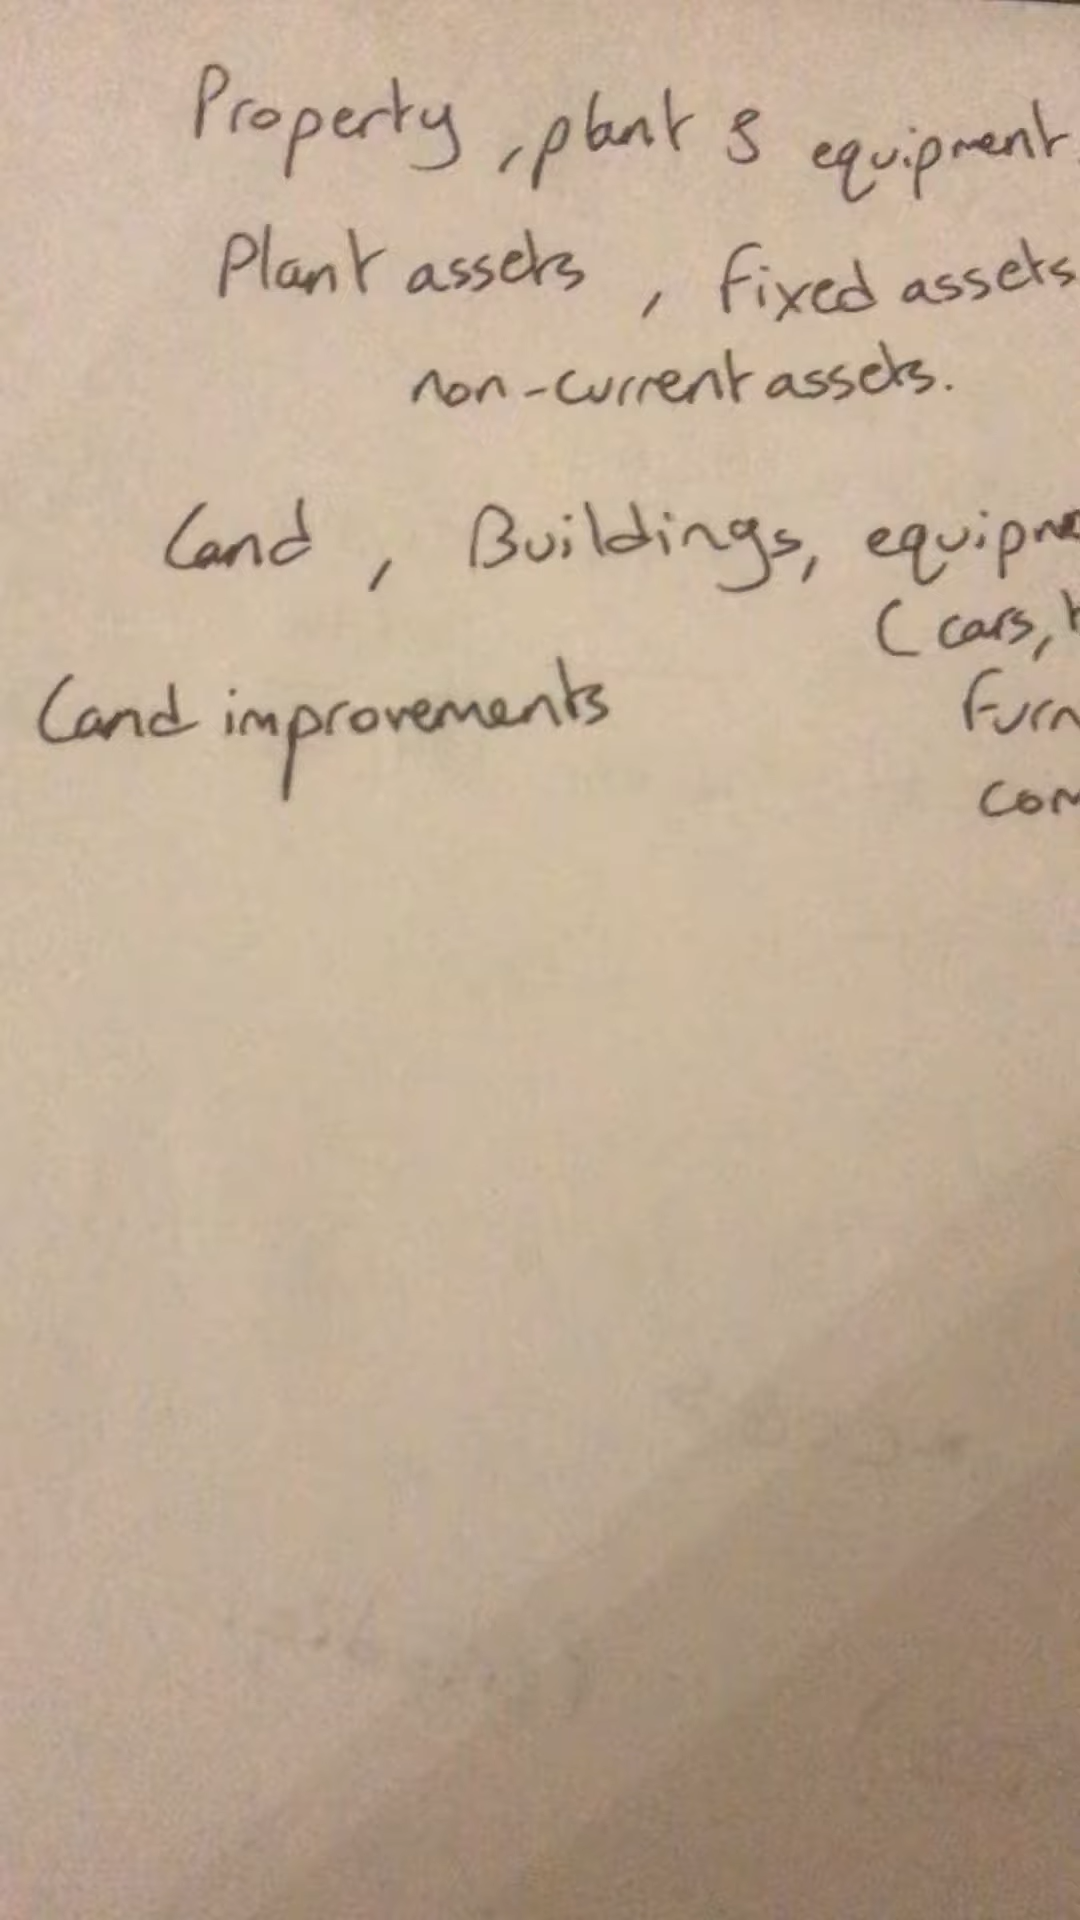 Property, plant & equipment.
Plant assets, fixed assets
non-current assets.
Land, Buildings,
(cars,
Land improvements